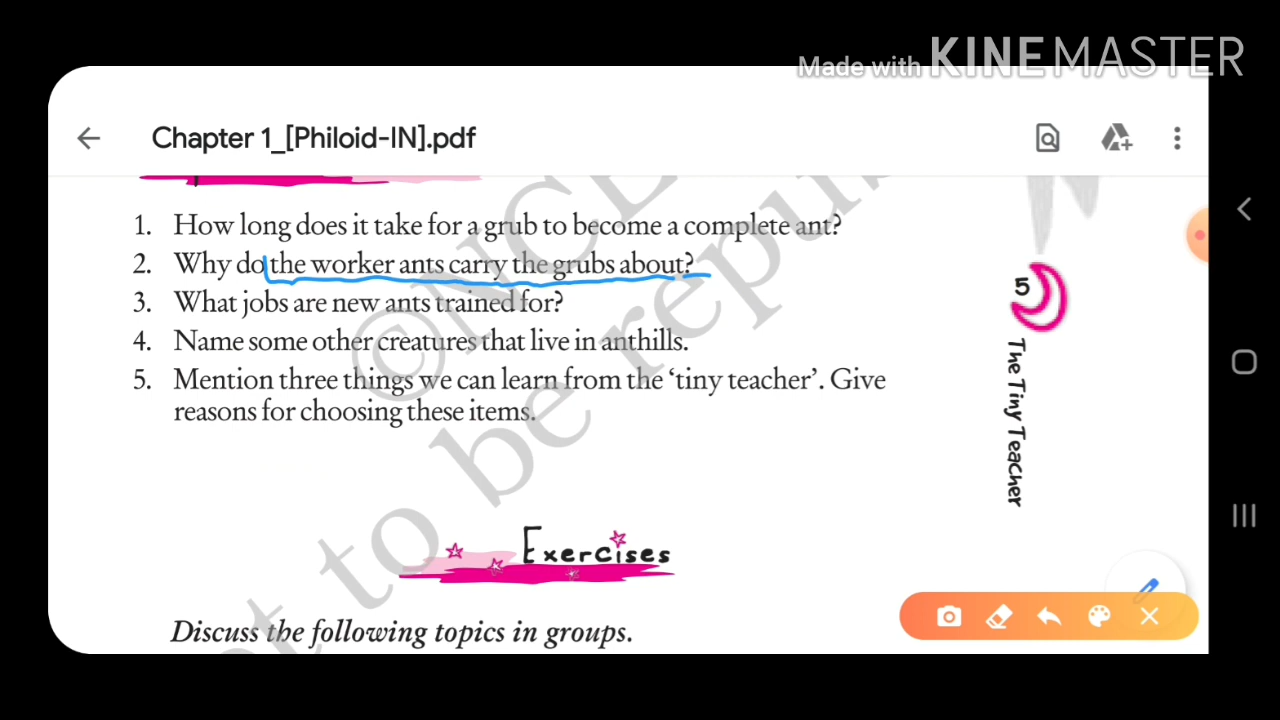 Made with KINEMASTER
Chapter 1_[Philoid-IN].pdf
1. How long does it take for a grub to become a complete ant?
2. Why do the worker ants carry the grubs about?
3. What jobs are new ants trained for?
4. Name some other creatures that live in anthills.
5. Mention three things we can learn from the ‘tiny teacher’. Give
reasons for choosing these items.
5
The Tiny Teacher
Exercises
Discuss the following topics in groups.
to be repu